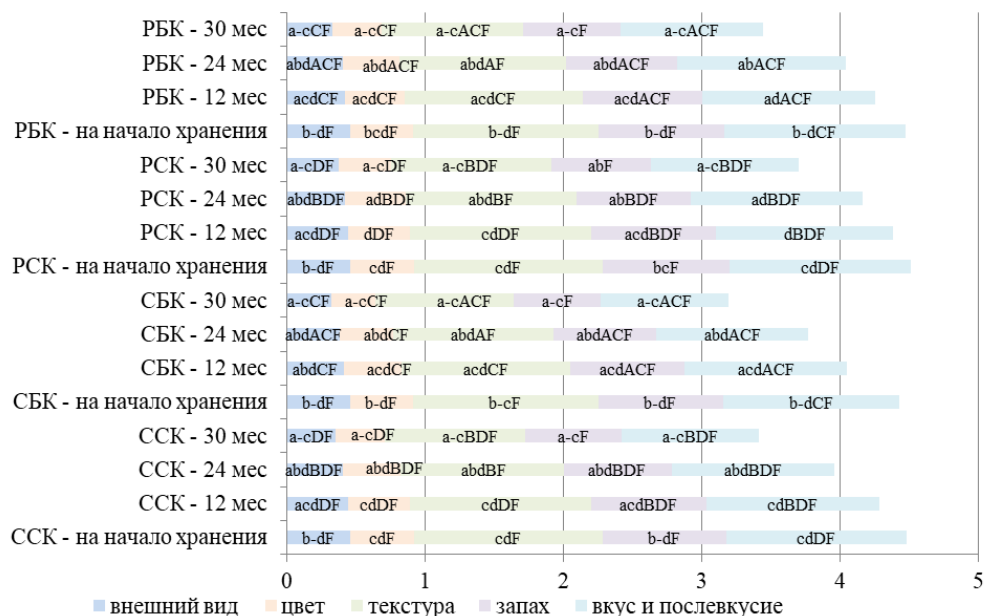 РБК - 30 мес a-cCF a-cCF a-cACF a-cF a-cACF
РБК - 24 мес abdACF abdACF abdAF abdACF abACF
РБК - 12 мес acdCF acdCF acdCF acdACF adACF
РБК - на начало хранения b-dF bcdF b-dF b-dF b-dCF
РСК - 30 мес a-cDF a-cDF a-cBDF abF a-cBDF
РСК - 24 мес abdBDF adBDF abdBF abBDF adBDF
РСК - 12 мес acdDF dDF cdDF acdBDF dBDF
РСК - на начало хранения b-dF cdF cdF bcF cdDF
СБК - 30 мес a-cCF a-cCF a-cACF a-cF a-cACF
СБК - 24 мес abdACF abdCF abdAF abdACF abdACF
СБК - 12 мес abdCF acdCF acdCF acdACF acdACF
СБК - на начало хранения b-dF b-dF b-cF b-dF b-dCF
ССК - 30 мес a-cDF a-cDF a-cBDF a-cF a-cBDF
ССК - 24 мес abdBDF abdBDF abdBF abdBDF abdBDF
ССК - 12 мес acdDF cdDF cdDF acdBDF cdBDF
ССК - на начало хранения b-dF cdF cdF b-dF cdDF
0 1 2 3 4 5
внешний вид цвет текстура запах вкус и послевкусие